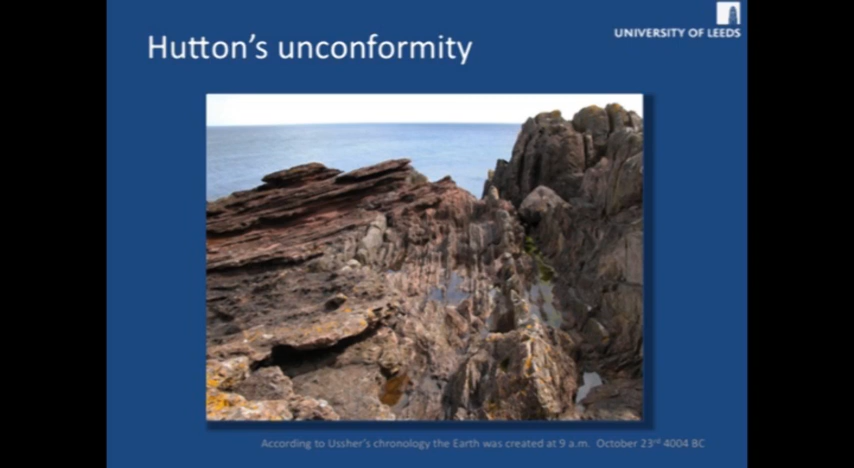 Hutton's unconformity
UNIVERSITY OF LEEDS
According to Ussher's chronology the Earth was created at 9 a.m. October 23rd 4004 BC